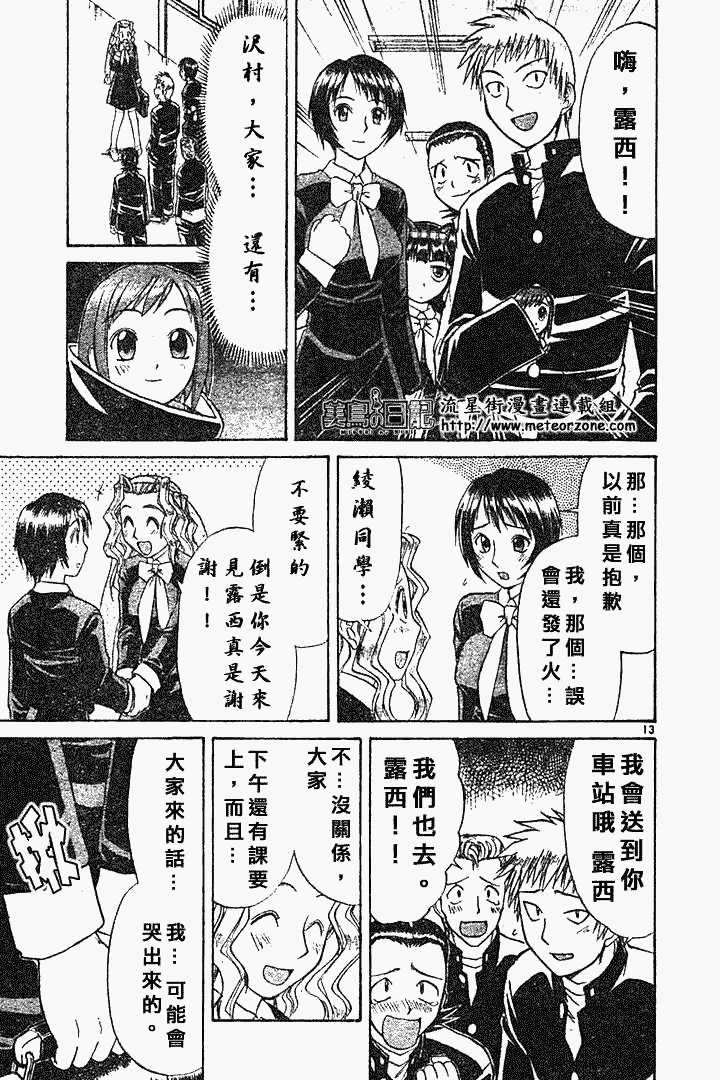 嗨，露西！！
沢村，大家…
還有…
美鳥の日記
MIDORI NO HIBI
流星街漫畫連載組
http://www.meteorzone.com
那…那個，
以前真是抱歉
我，那個…誤
會還發了火…
綾瀨同學…
不要緊的
倒是你今天來
見露西真是謝
謝！！
13
我會送到你
車站哦 露西
我們也去。
露西！！
不…沒關係，
大家
下午還有課要
上，而且…
大家來的話…
我… 可能會
哭出來的。